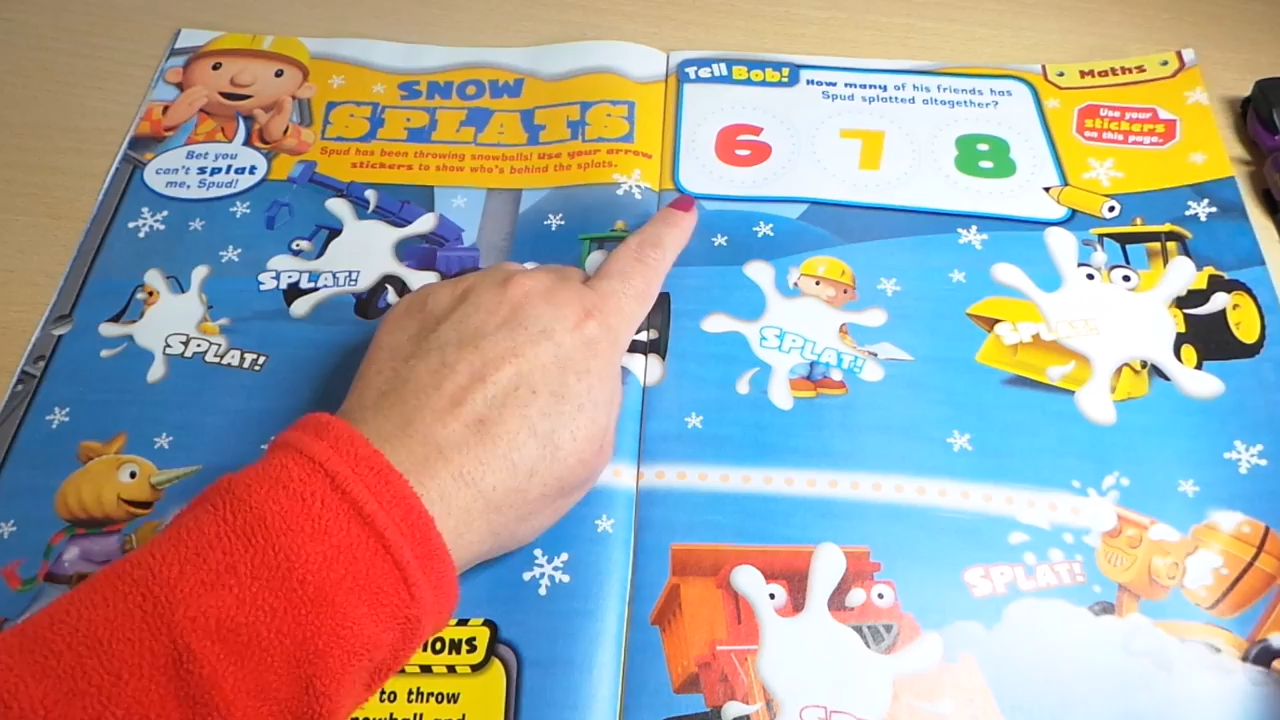 SNOW
SPLATS
Spud has been throwing snowballs! Use your arrow
stickers to show who's behind the splats.
Bet you
can't splat
me, Spud!
SPLAT!
SPLAT!
Tell Bob!
How many of his friends has
Spud splatted altogether?
6 7 8
Maths
Use your
stickers
on this page.
SPLAT!
SPLAT!
SPLAT!
to throw